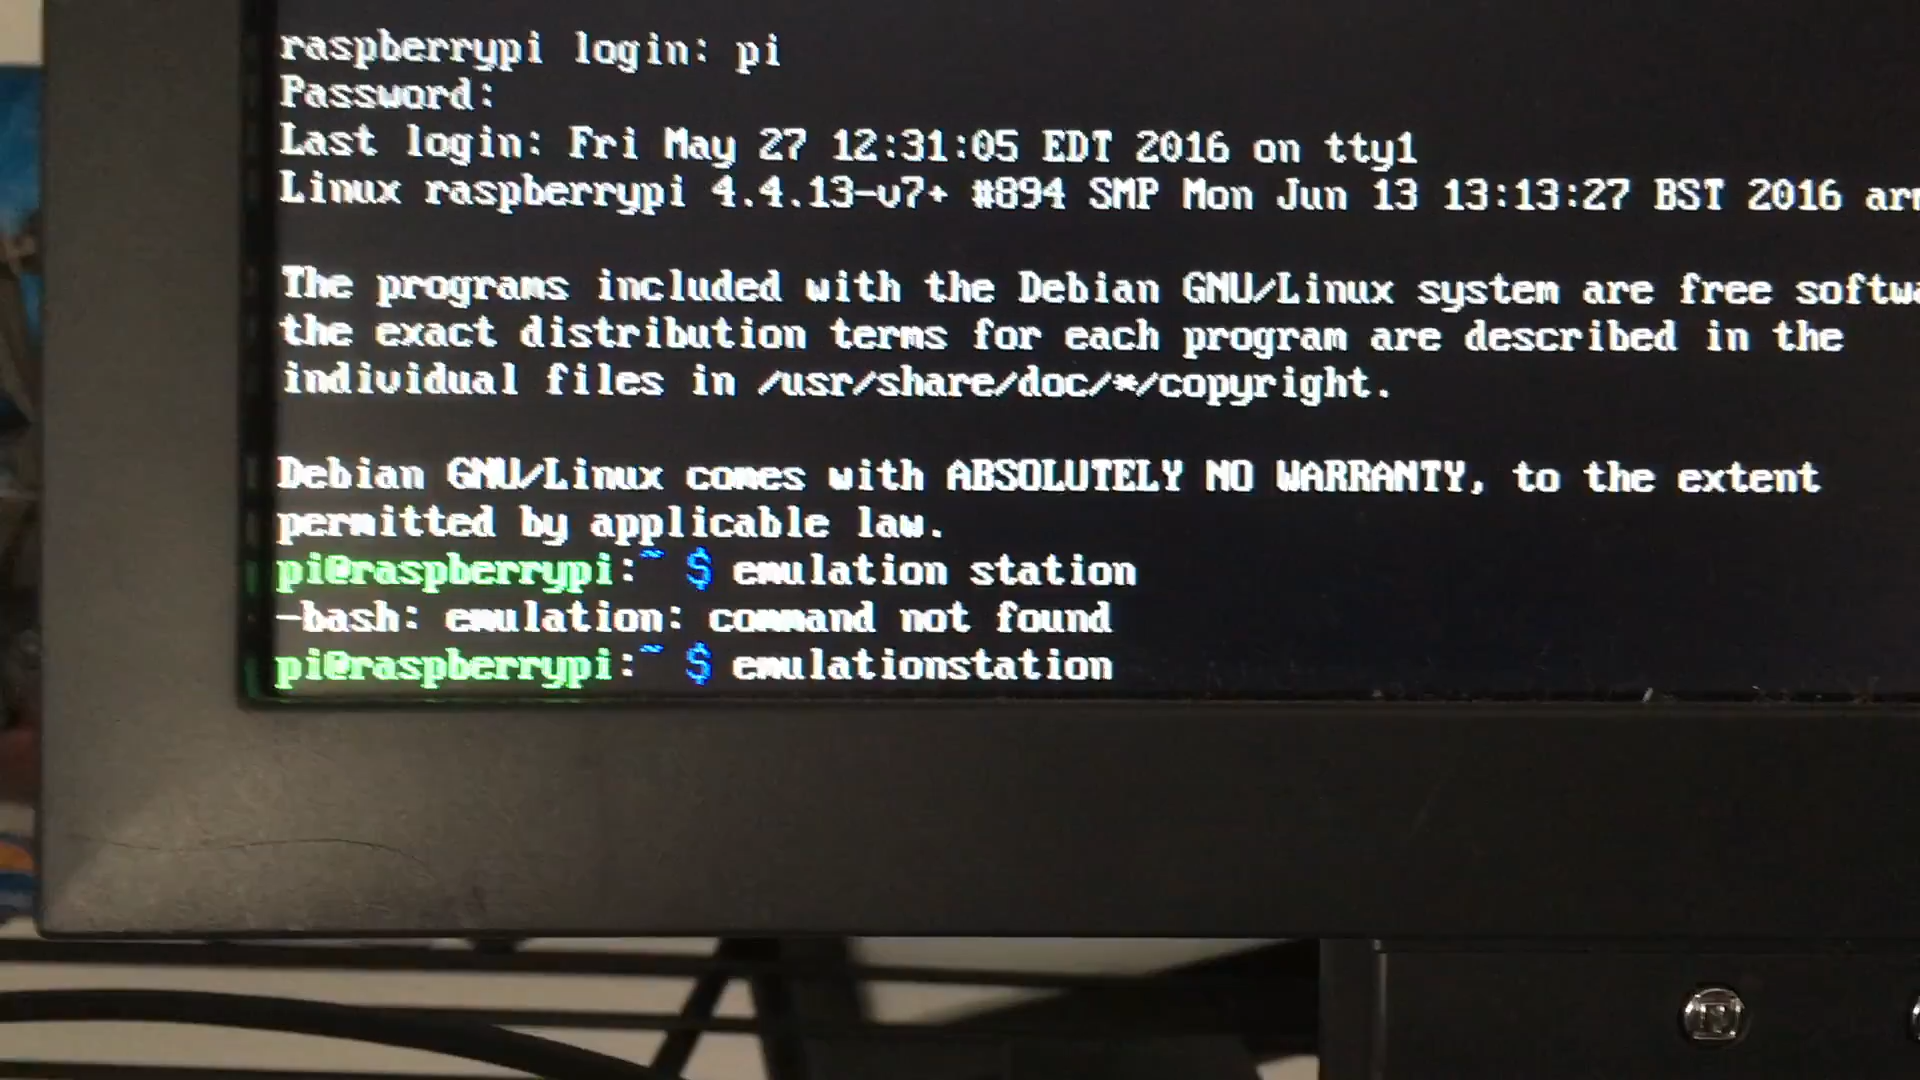 raspberrypi login: pi
Password:
Last login: Fri May 27 12:31:05 EDT 2016 on tty1
Linux raspberrypi 4.4.13-v7+ #894 SMP Mon Jun 13 13:13:27 BST 2016
The programs included with the Debian GNU/Linux system are free
the exact distribution terms for each program are described in the
individual files in /usr/share/doc/*/copyright.
Debian GNU/Linux comes with ABSOLUTELY NO WARRANTY, to the extent
permitted by applicable law.
pi@raspberrypi:~ $ emulation station
-bash: emulation: command not found
pi@raspberrypi:~ $ emulationstation